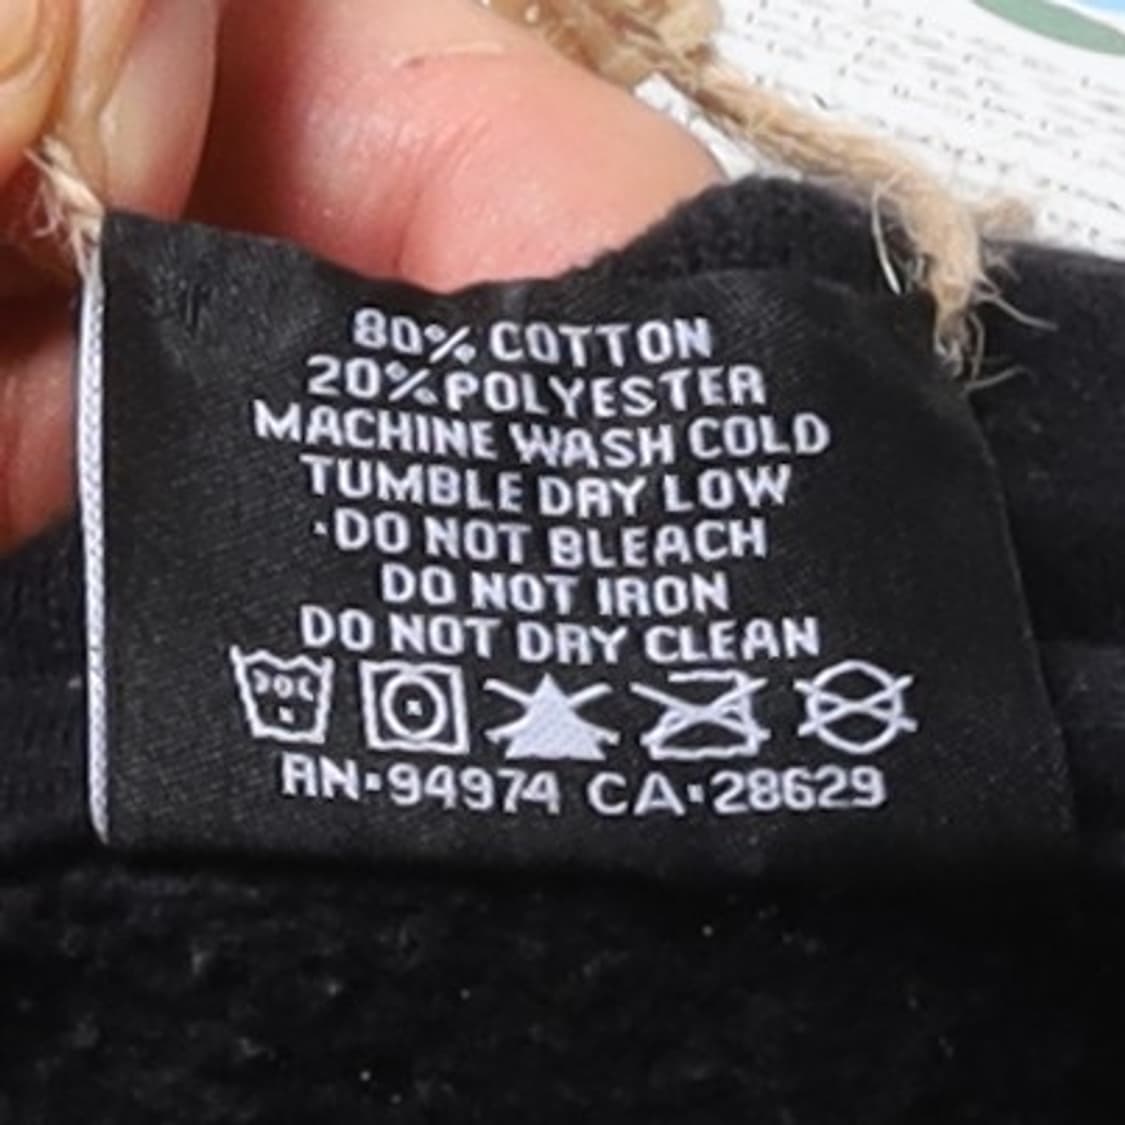 80% COTTON
20% POLYESTER
MACHINE WASH COLD
TUMBLE DRY LOW
DO NOT BLEACH
DO NOT IRON
DO NOT DRY CLEAN
RN·94974 CA·28629